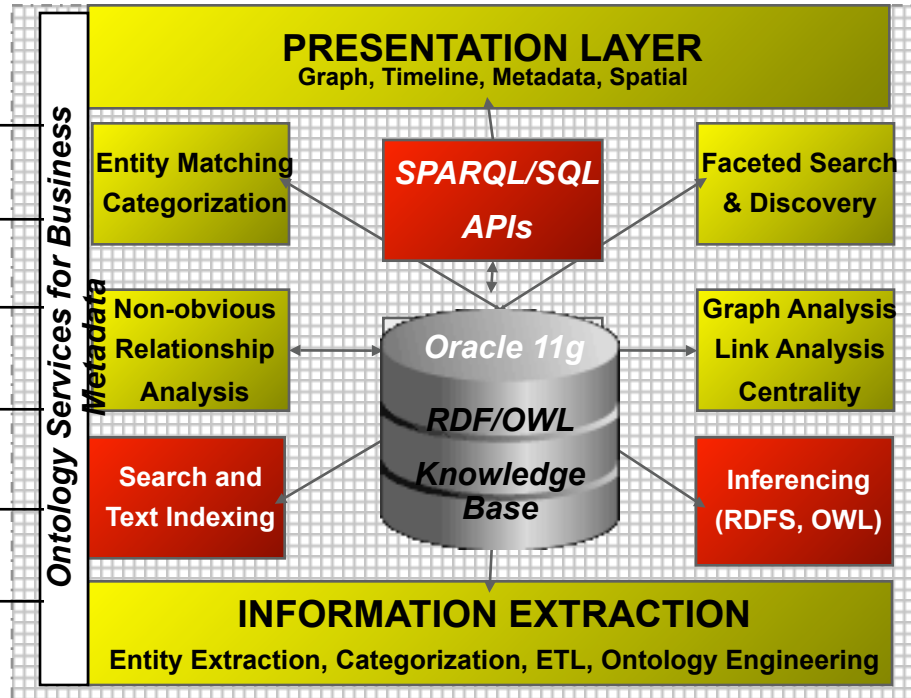 PRESENTATION LAYER
Graph, Timeline, Metadata, Spatial
Ontology Services for Business
Metadata
Entity Matching
Categorization
SPARQL/SQL
APIs
Faceted Search
& Discovery
Non-obvious
Relationship
Analysis
Oracle 11g
RDF/OWL
Knowledge
Base
Graph Analysis
Link Analysis
Centrality
Search and
Text Indexing
Inferencing
(RDFS, OWL)
INFORMATION EXTRACTION
Entity Extraction, Categorization, ETL, Ontology Engineering